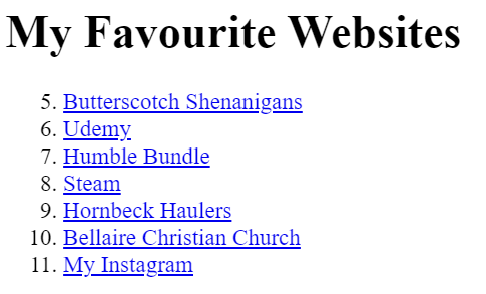 My Favourite Websites
5. Butterscotch Shenanigans
6. Udemy
7. Humble Bundle
8. Steam
9. Hornbeck Haulers
10. Bellaire Christian Church
11. My Instagram